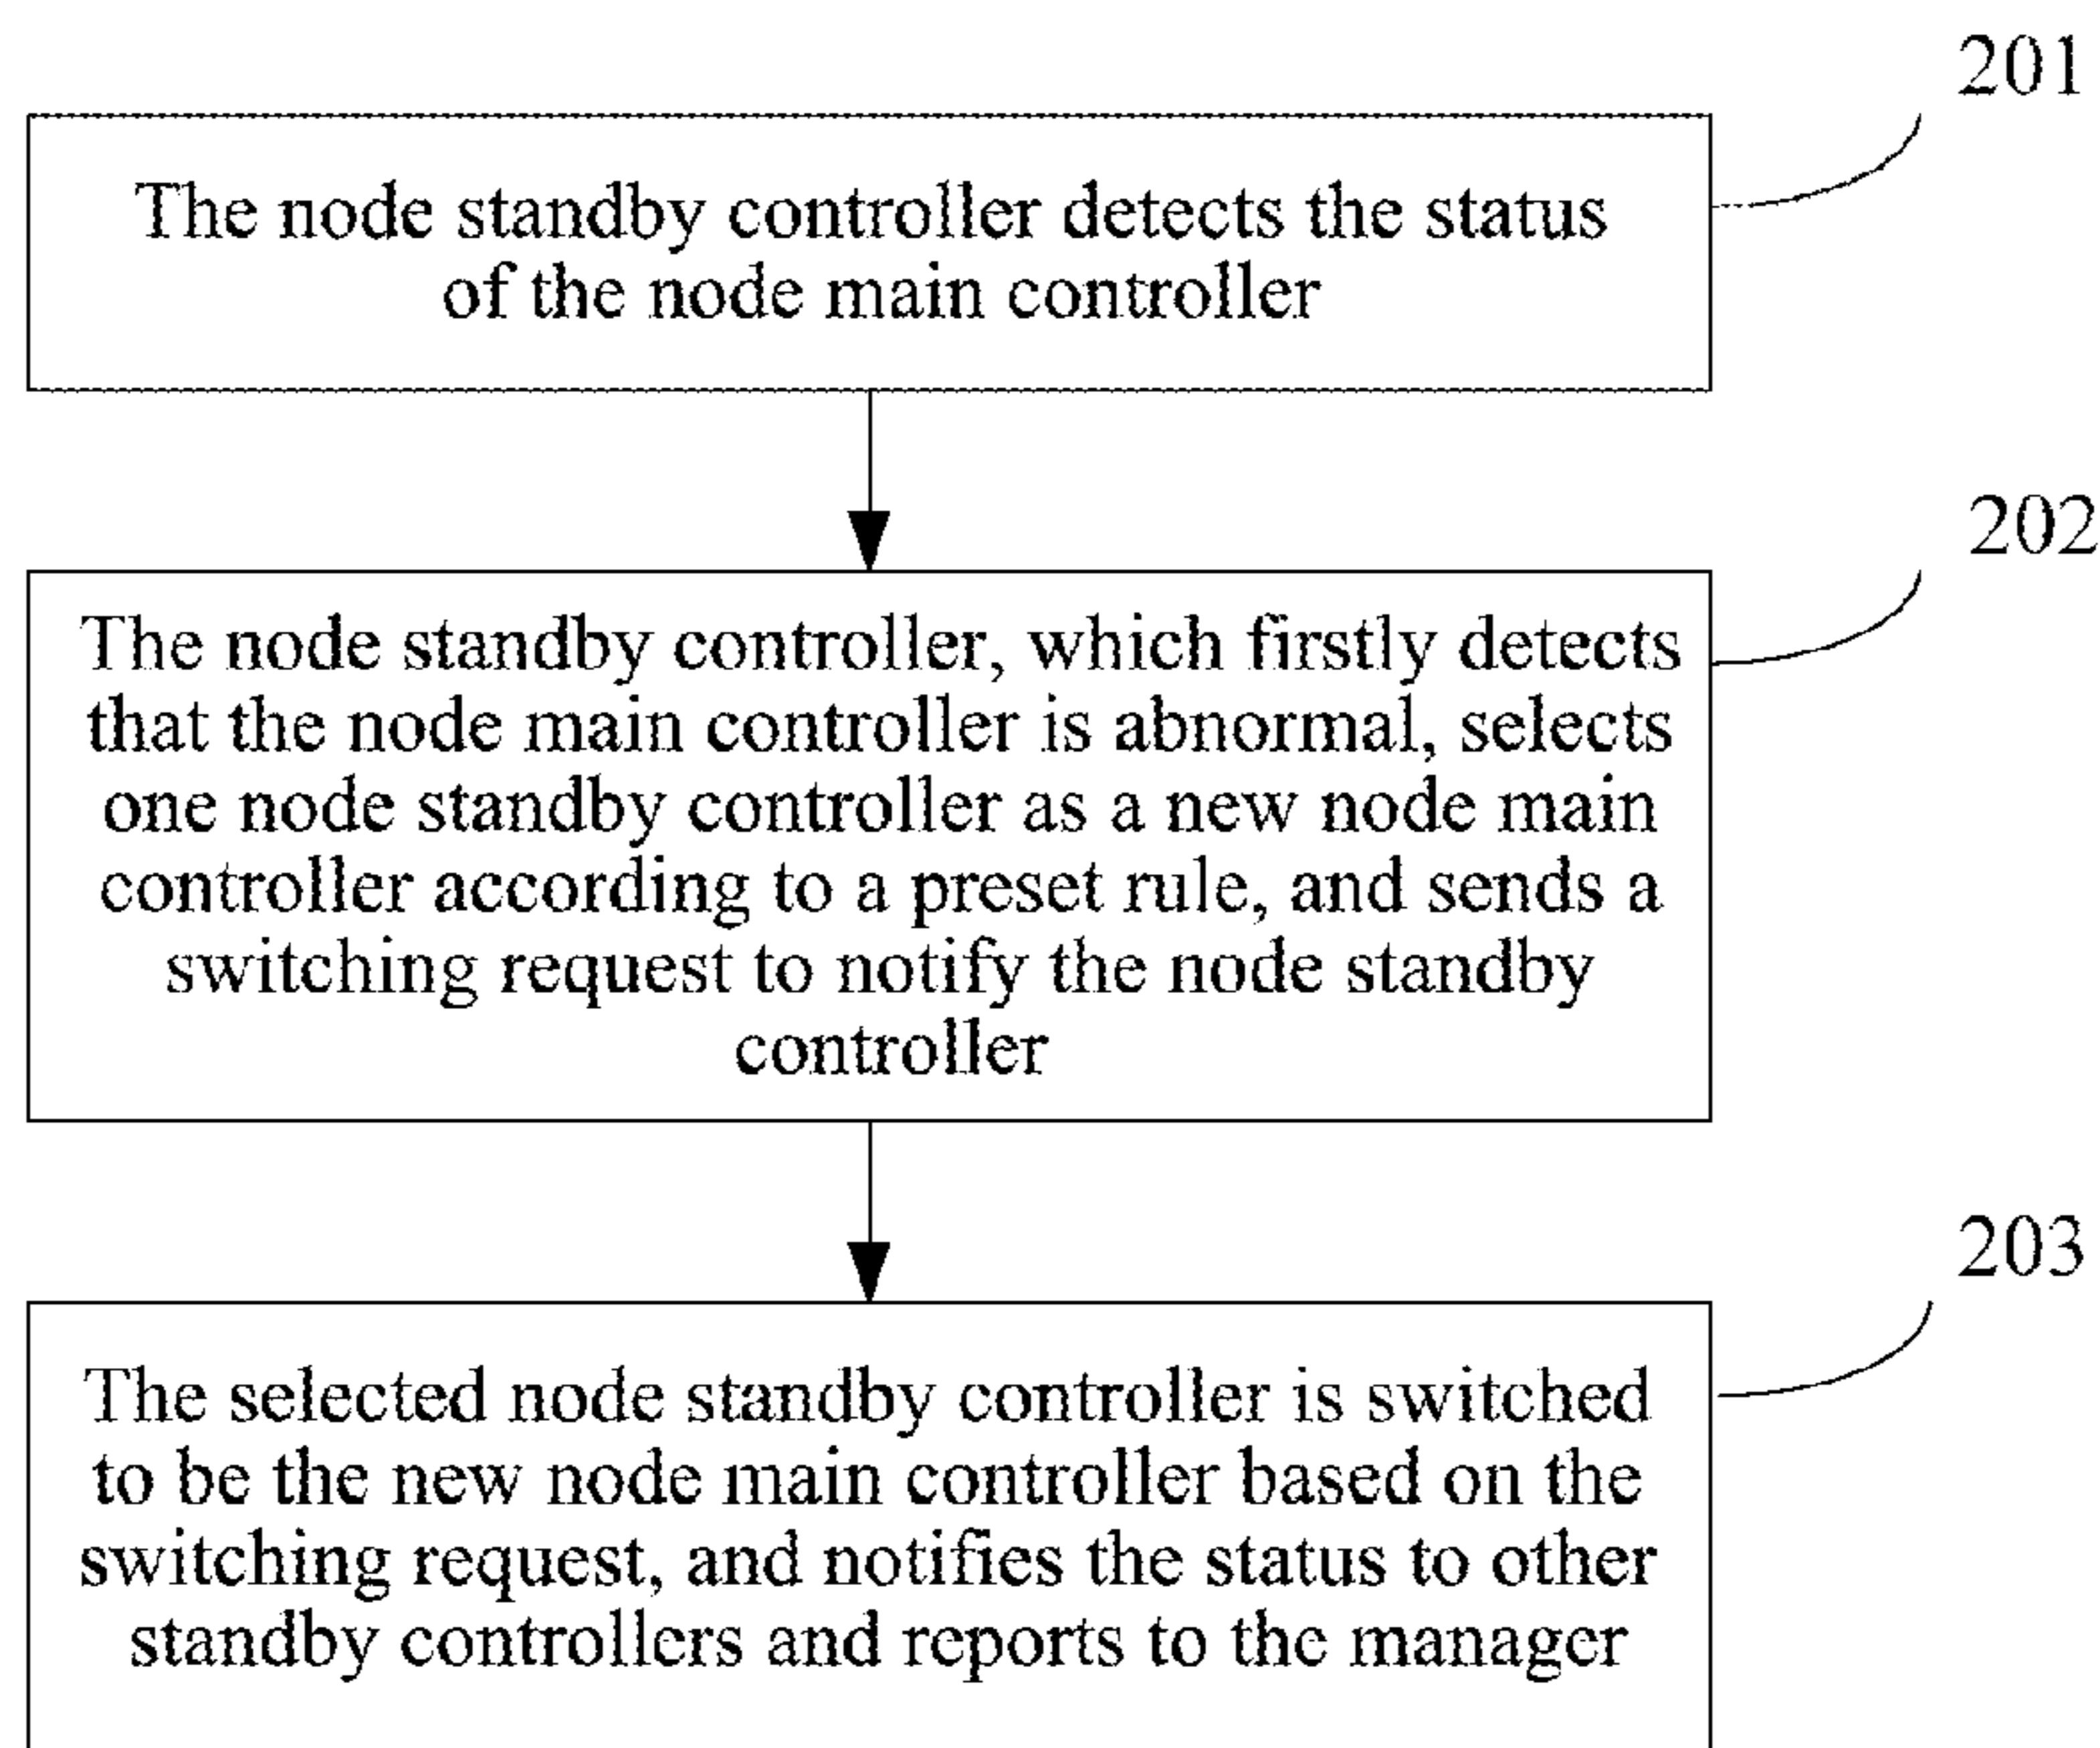 201
The node standby controller detects the status
of the node main controller
202
The node standby controller, which firstly detects
that the node main controller is abnormal, selects
one node standby controller as a new node main
controller according to a preset rule, and sends a
switching request to notify the node standby
controller
203
The selected node standby controller is switched
to be the new node main controller based on the
switching request, and notifies the status to other
standby controllers and reports to the manager